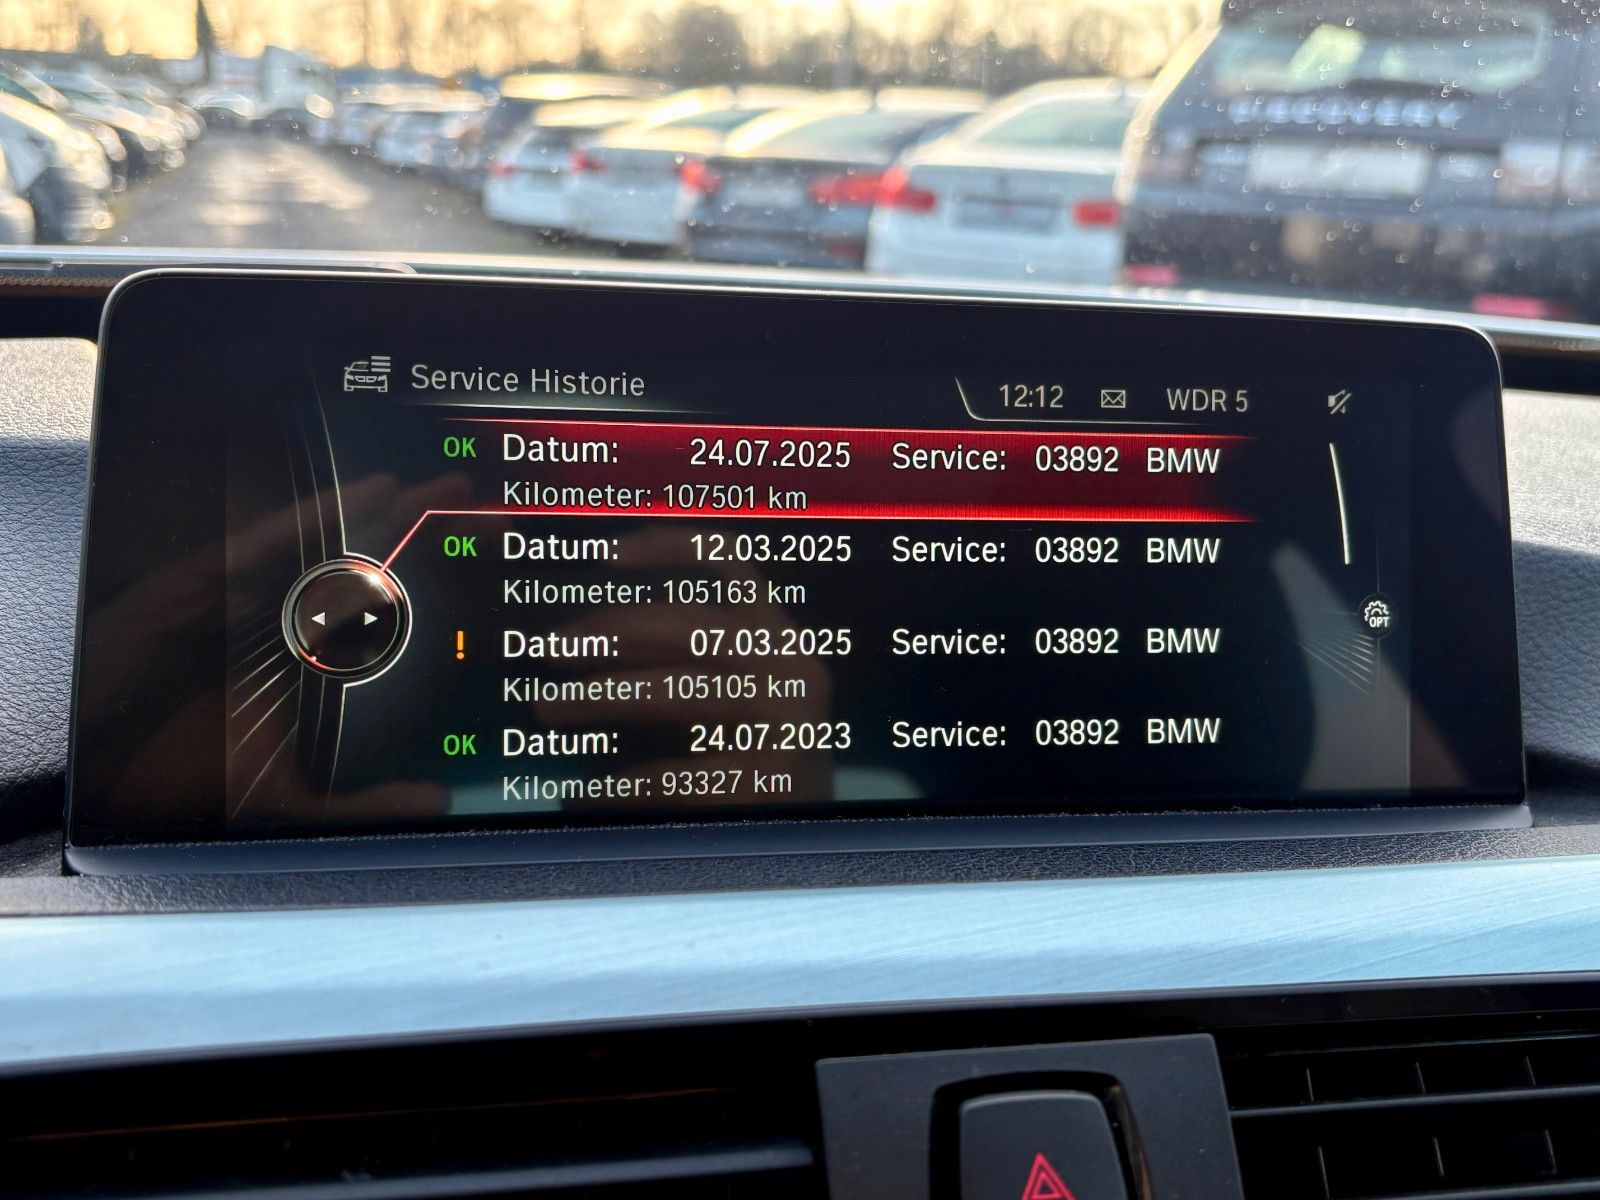 DISCOVERY
Service Historie
12:12 WDR 5
OK Datum: 24.07.2025 Service: 03892 BMW
Kilometer: 107501 km
OK Datum: 12.03.2025 Service: 03892 BMW
Kilometer: 105163 km
! Datum: 07.03.2025 Service: 03892 BMW
Kilometer: 105105 km
OPT
OK Datum: 24.07.2023 Service: 03892 BMW
Kilometer: 93327 km